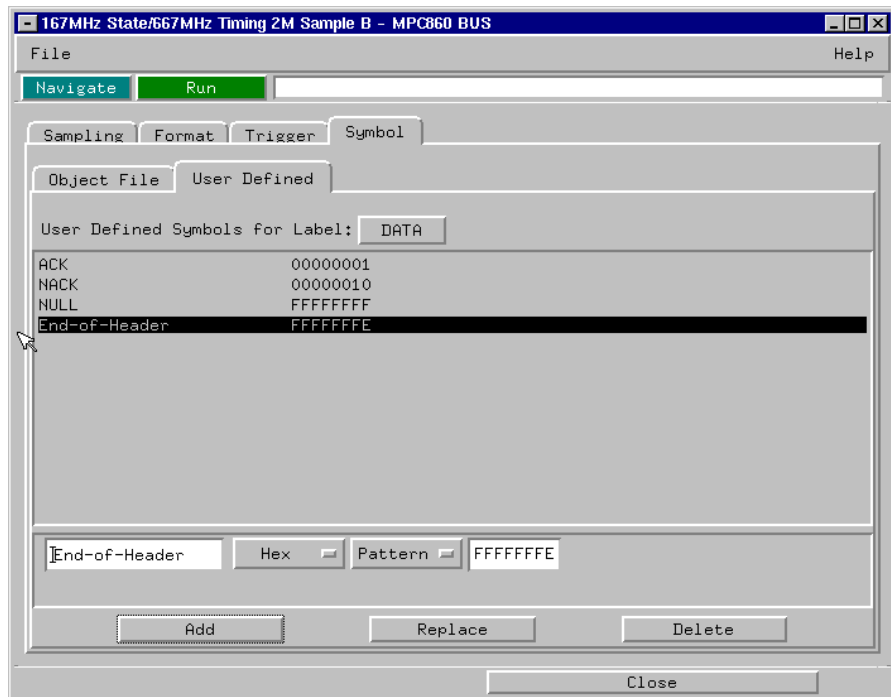 167MHz State/667MHz Timing 2M Sample B - MPC860 BUS
File Help
Navigate Run
Sampling Format Trigger Symbol
Object File User Defined
User Defined Symbols for Label: DATA
ACK 00000001
NACK 00000010
NULL FFFFFFFF
End-of-Header FFFFFFFE
End-of-Header Hex Pattern FFFFFFFE
Add Replace Delete
Close